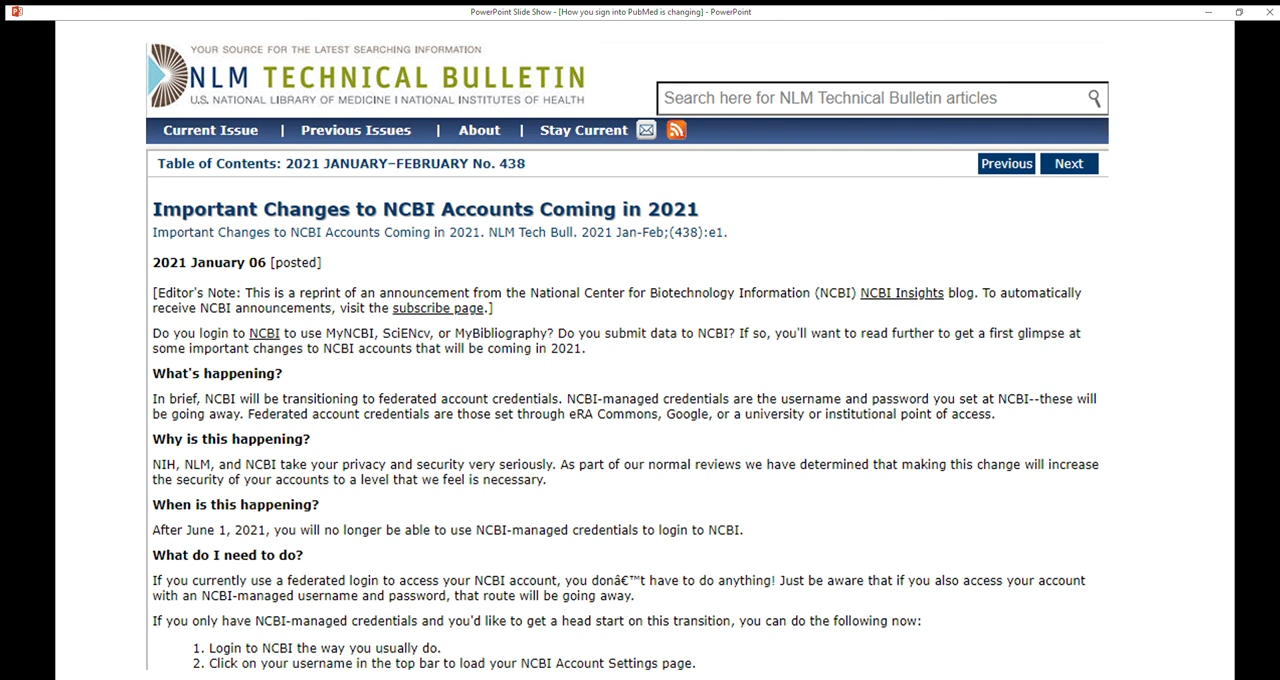 PowerPoint Slide Show - [How you sign into PubMed is changing] - PowerPoint
YOUR SOURCE FOR THE LATEST SEARCHING INFORMATION
NLM TECHNICAL BULLETIN
U.S. NATIONAL LIBRARY OF MEDICINE | NATIONAL INSTITUTES OF HEALTH
Search here for NLM Technical Bulletin articles
Current Issue | Previous Issues | About | Stay Current
Table of Contents: 2021 JANUARY–FEBRUARY No. 438
Previous Next
Important Changes to NCBI Accounts Coming in 2021
Important Changes to NCBI Accounts Coming in 2021. NLM Tech Bull. 2021 Jan-Feb;(438):e1.
2021 January 06 [posted]
[Editor's Note: This is a reprint of an announcement from the National Center for Biotechnology Information (NCBI) NCBI Insights blog. To automatically
receive NCBI announcements, visit the subscribe page.]
Do you login to NCBI to use MyNCBI, SciENcv, or MyBibliography? Do you submit data to NCBI? If so, you'll want to read further to get a first glimpse at
some important changes to NCBI accounts that will be coming in 2021.
What's happening?
In brief, NCBI will be transitioning to federated account credentials. NCBI-managed credentials are the username and password you set at NCBI--these will
be going away. Federated account credentials are those set through eRA Commons, Google, or a university or institutional point of access.
Why is this happening?
NIH, NLM, and NCBI take your privacy and security very seriously. As part of our normal reviews we have determined that making this change will increase
the security of your accounts to a level that we feel is necessary.
When is this happening?
After June 1, 2021, you will no longer be able to use NCBI-managed credentials to login to NCBI.
What do I need to do?
If you currently use a federated login to access your NCBI account, you donâ€™t have to do anything! Just be aware that if you also access your account
with an NCBI-managed username and password, that route will be going away.
If you only have NCBI-managed credentials and you'd like to get a head start on this transition, you can do the following now:
1. Login to NCBI the way you usually do.
2. Click on your username in the top bar to load your NCBI Account Settings page.